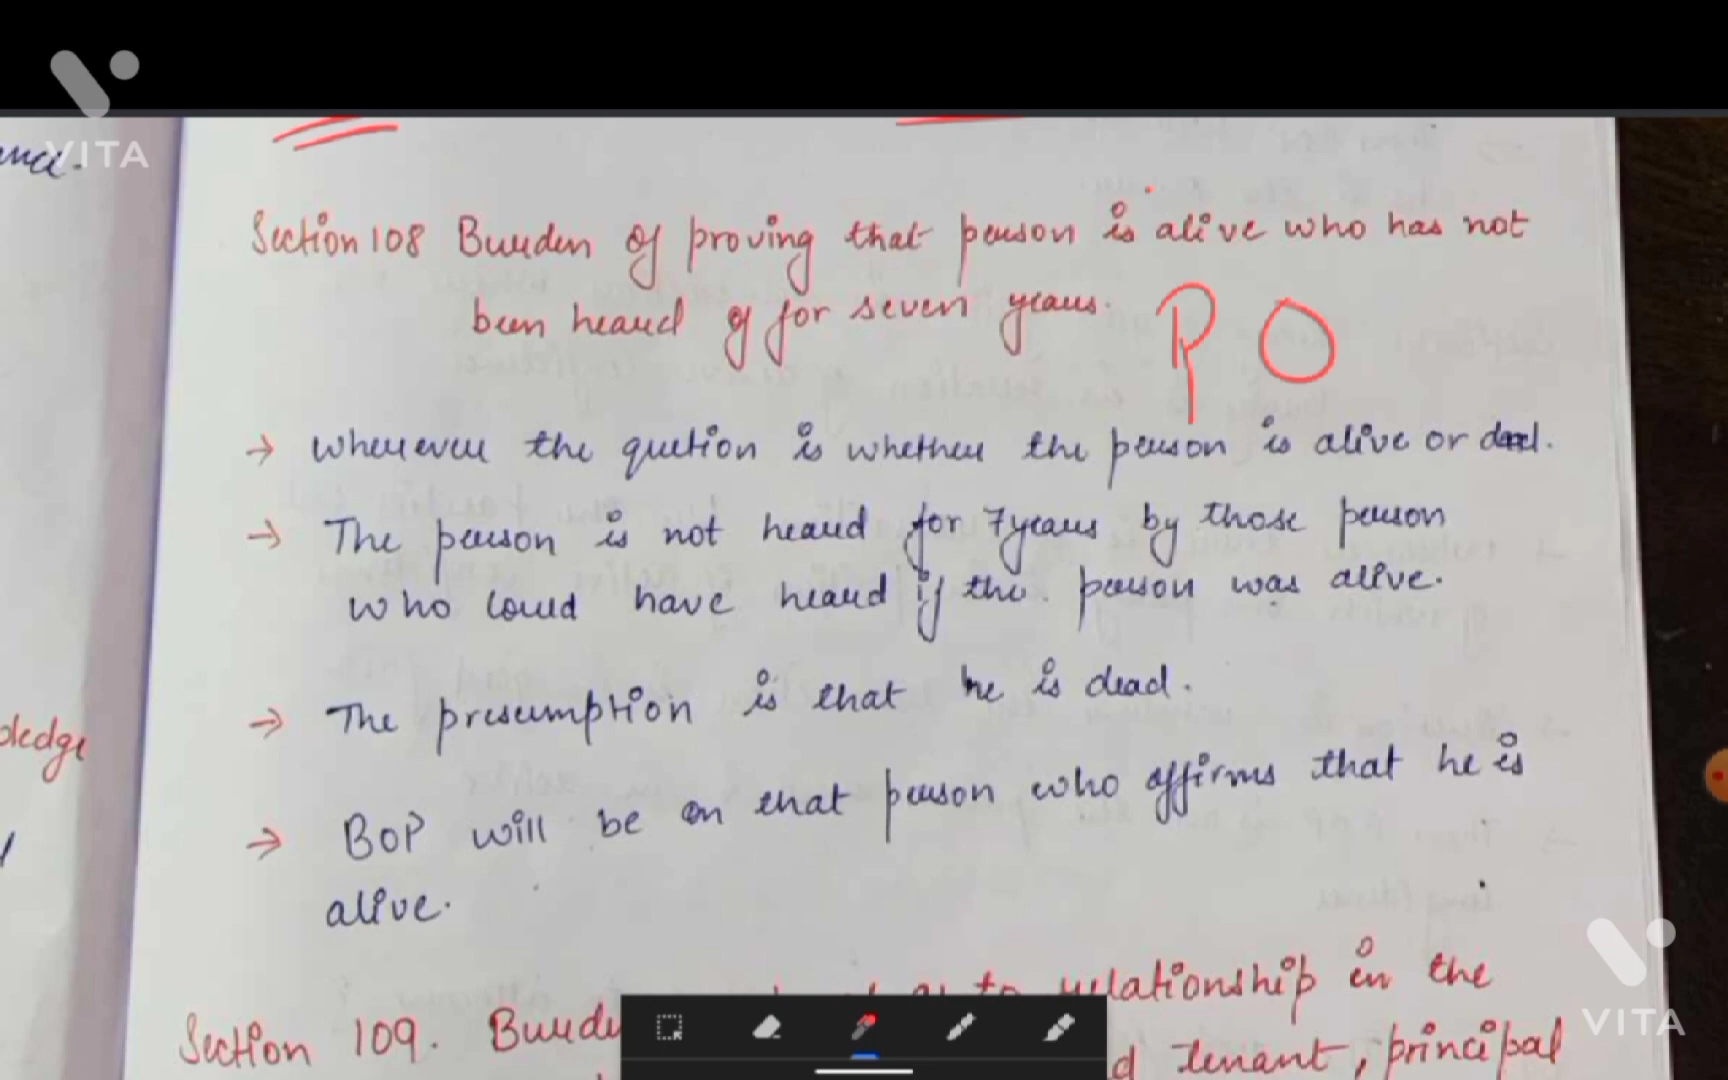 VITA
Section 108 Burden of proving that person is alive who has not
been heard of for seven years.
P O
→ Whenever the quetion is whether the person is alive or dead.
→ The person is not heard for 7years by those person
who could have heard if the person was alive.
→ The presumption is that he is dead.
→ BOP will be on that person who affirms that he is
alive.
relationship in the
Section 109.
tenant, principal
VITA